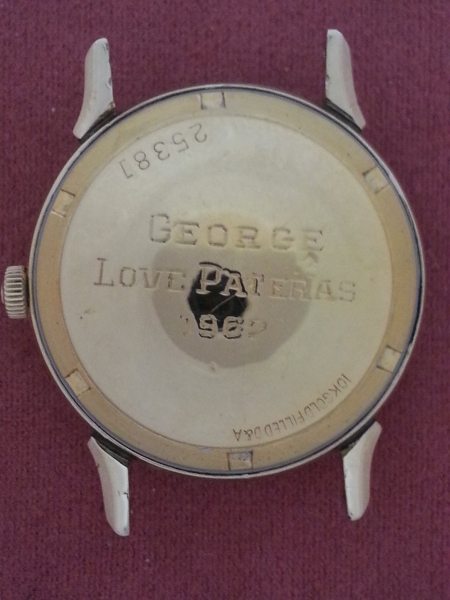 25381
GEORGE
LOVE PATERAS
1962
10K GOLD FILLED D&A